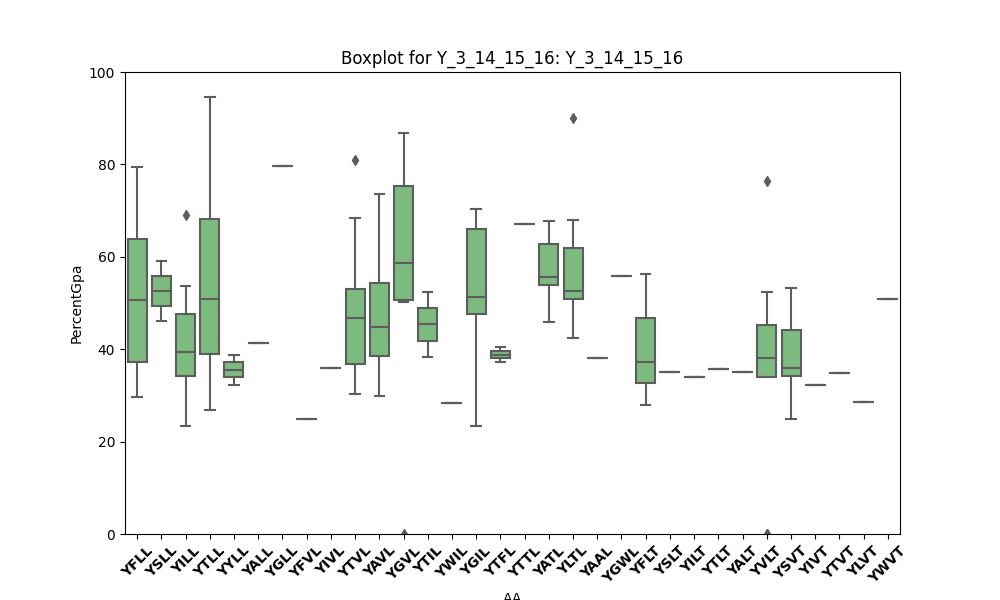 Boxplot for Y_3_14_15_16: Y_3_14_15_16
100
80
60
40
20
0
PercentGpa
YFLL YSLL YILL YTLL YYLL YALL YGLL YFVL YIVL YTVL YAVL YGVL YTIL YWIL YGIL YTFL YTTL YATL YLTL YAAL YGWL YFLT YSLT YILT YTLT YALT YVLT YSVT YIVT YTVT YLVT YWVT
AA